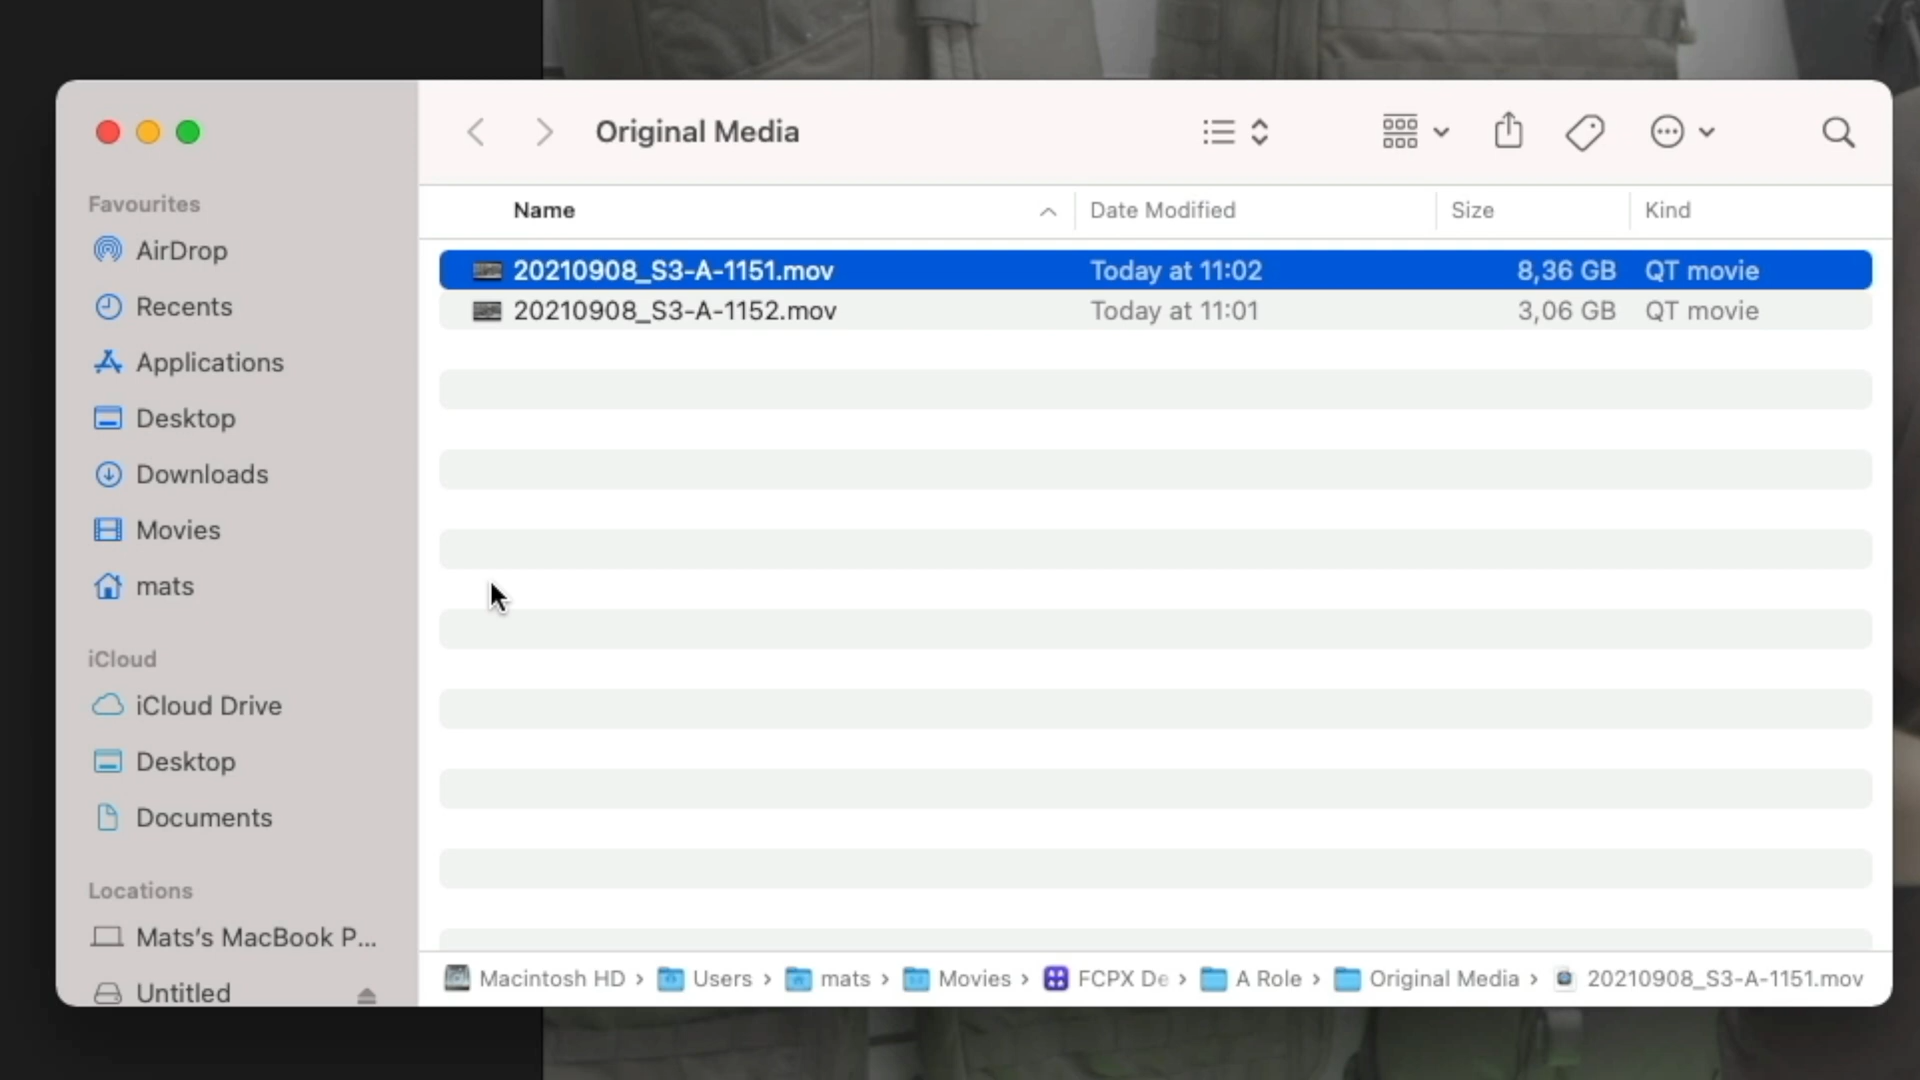 Original Media
Favourites
AirDrop
Recents
Applications
Desktop
Downloads
Movies
mats
iCloud
iCloud Drive
Desktop
Documents
Locations
Mats's MacBook P...
Untitled
Name Date Modified Size Kind
20210908_S3-A-1151.mov Today at 11:02 8,36 GB QT movie
20210908_S3-A-1152.mov Today at 11:01 3,06 GB QT movie
Macintosh HD › Users › mats › Movies › FCPX De › A Role › Original Media › 20210908_S3-A-1151.mov